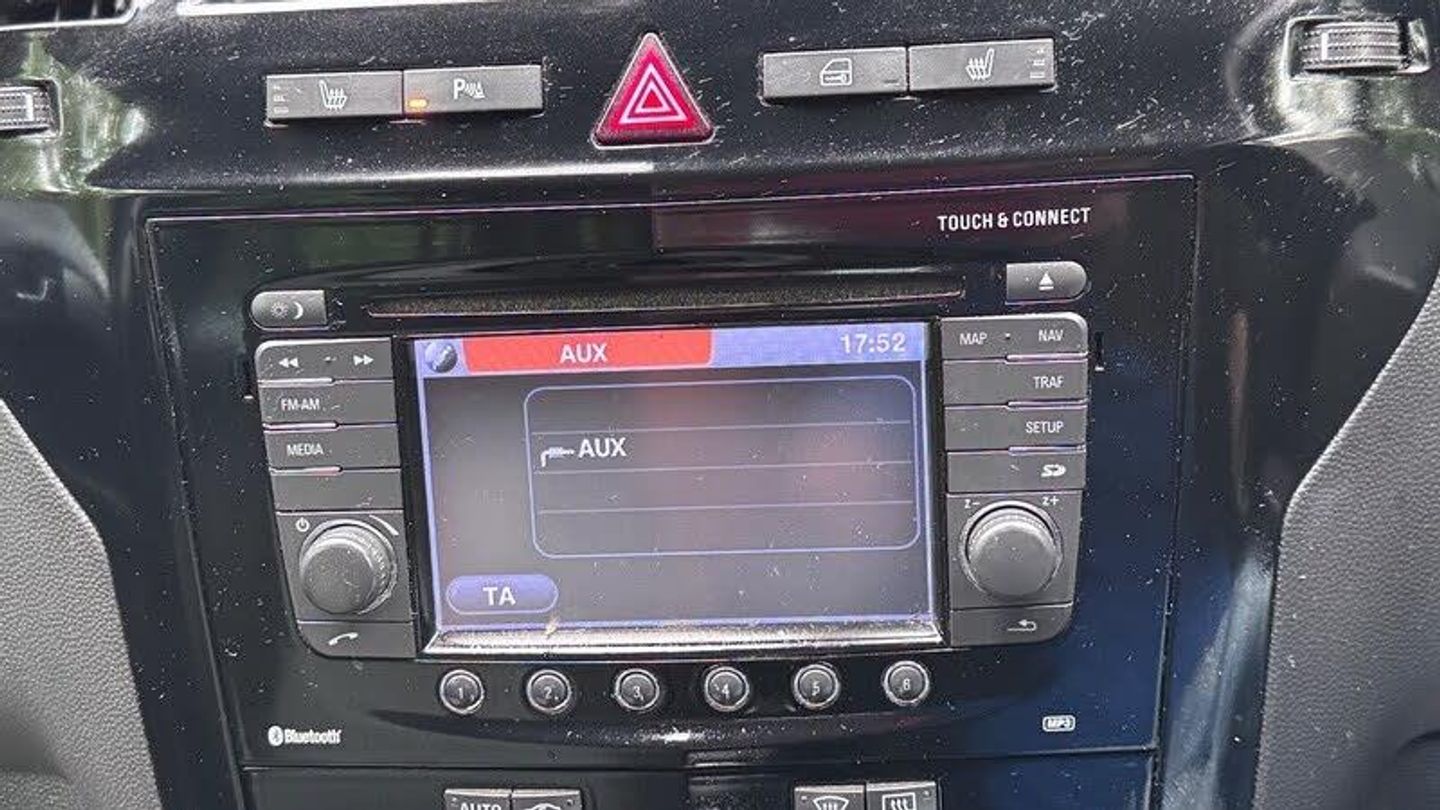 P
TOUCH & CONNECT
AUX
17:52
MAP
NAV
TRAF
FM-AM
SETUP
MEDIA
AUX
Z-
Z+
TA
1
2
3
4
5
6
Bluetooth
MP3
AUTO